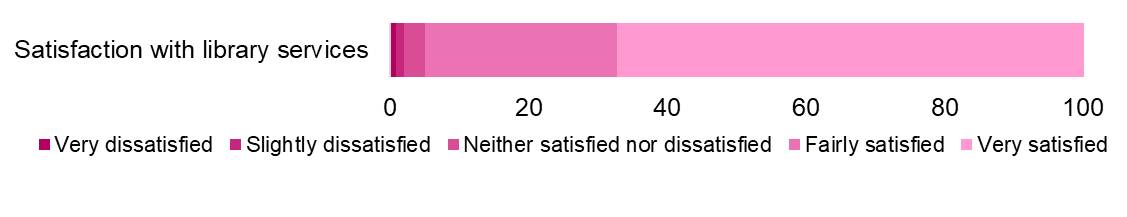 Satisfaction with library services
0 20 40 60 80 100
Very dissatisfied Slightly dissatisfied Neither satisfied nor dissatisfied Fairly satisfied Very satisfied